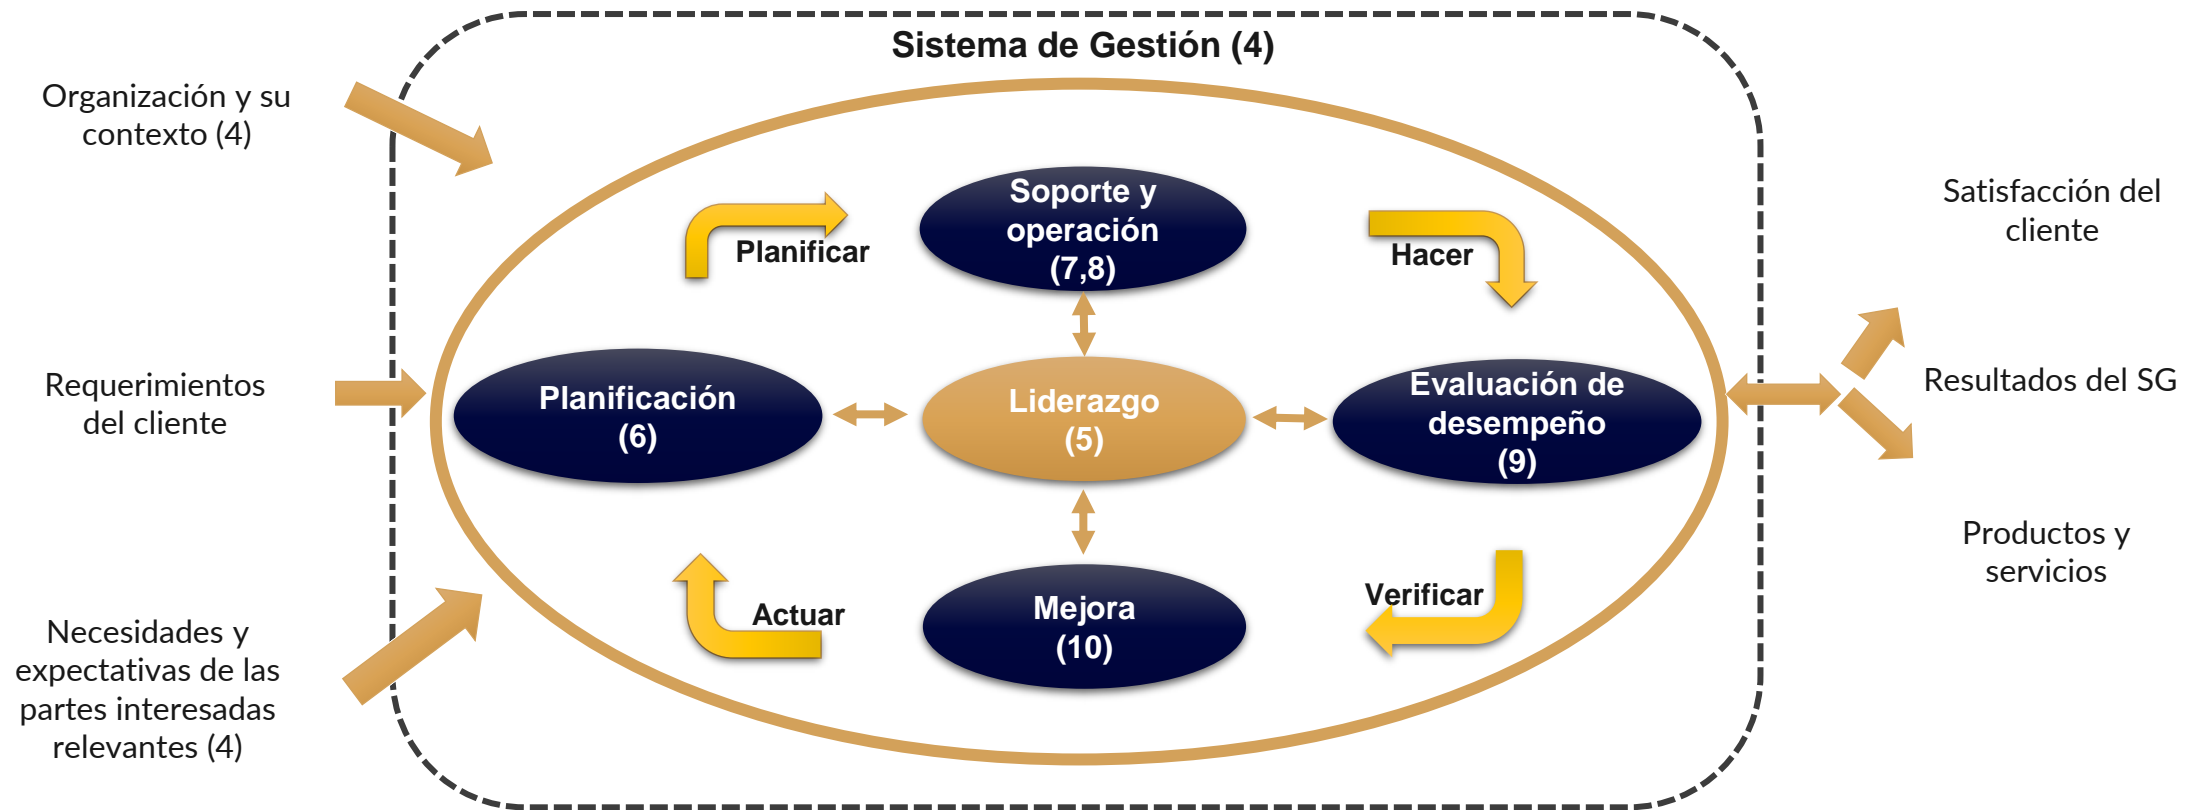 Sistema de Gestión (4)
Organización y su
contexto (4)
Requerimientos
del cliente
Necesidades y
expectativas de las
partes interesadas
relevantes (4)
Planificar
Soporte y
operación
(7,8)
Hacer
Planificación
(6)
Liderazgo
(5)
Evaluación de
desempeño
(9)
Actuar
Mejora
(10)
Verificar
Satisfacción del
cliente
Resultados del SG
Productos y
servicios